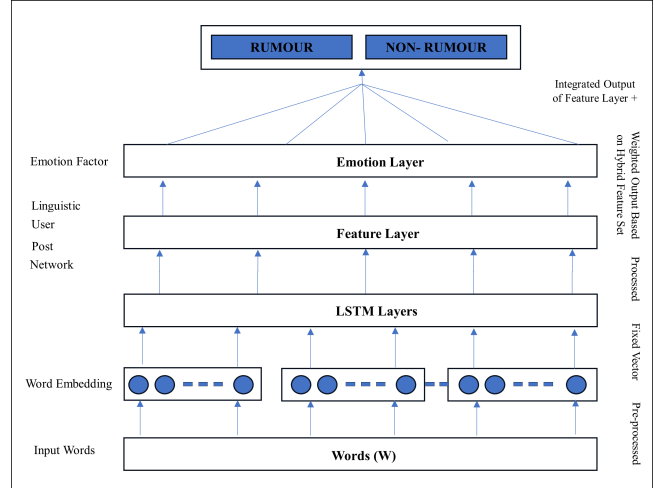 RUMOUR
NON- RUMOUR
Integrated Output
of Feature Layer +
Emotion Factor
Emotion Layer
Weighted Output Based
on Hybrid Feature Set
Linguistic
User
Post
Network
Feature Layer
Processed
LSTM Layers
Fixed Vector
Word Embedding
Pre-processed
Input Words
Words (W)